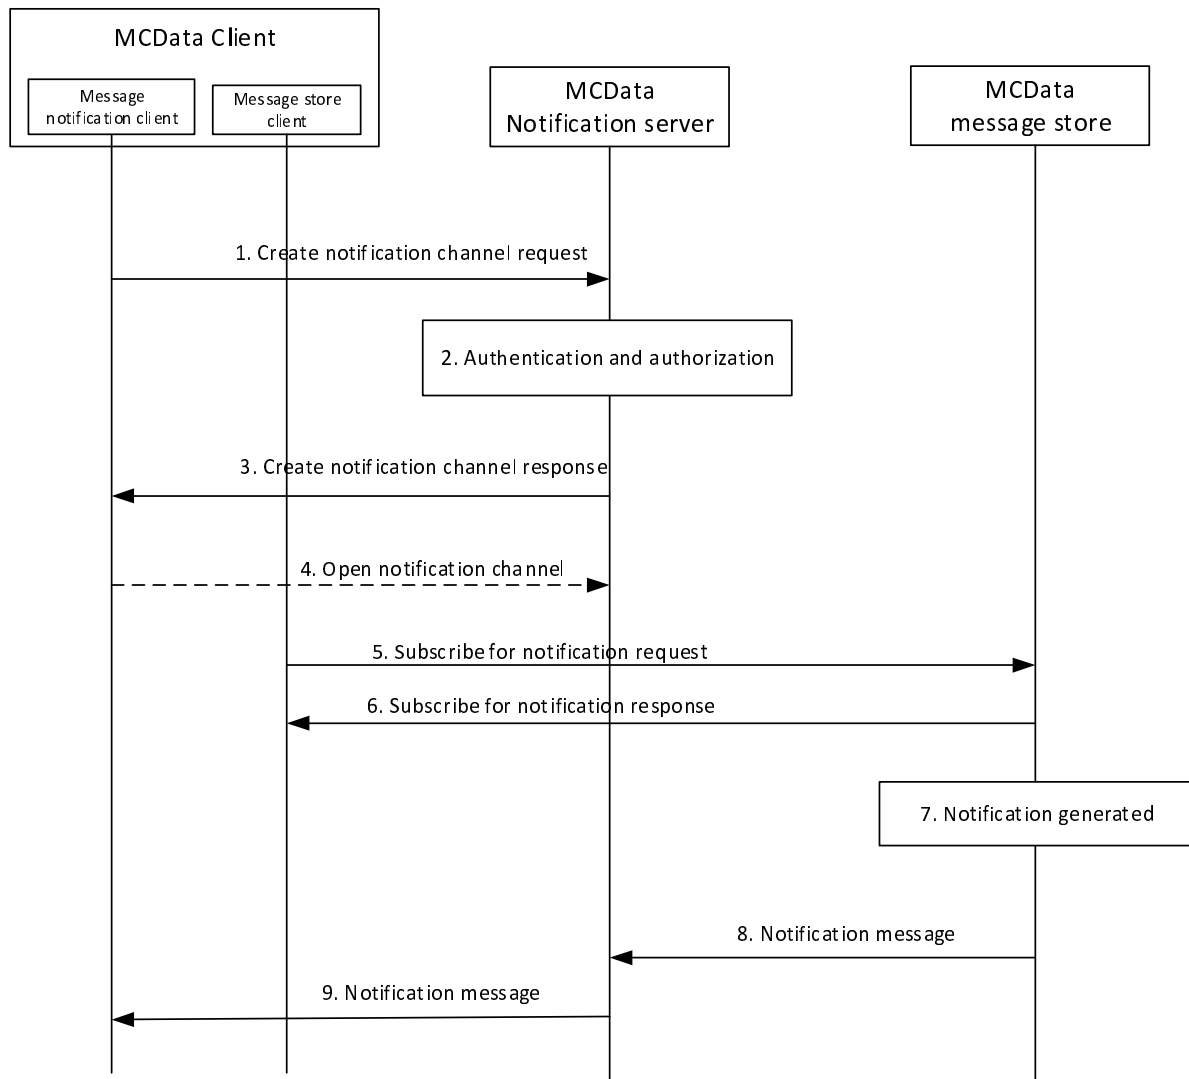 MCData Client
Message
notification client
Message store
client
MCData
Notification server
MCData
message store
1. Create notification channel request
2. Authentication and authorization
3. Create notification channel response
4. Open notification channel
5. Subscribe for notification request
6. Subscribe for notification response
7. Notification generated
8. Notification message
9. Notification message